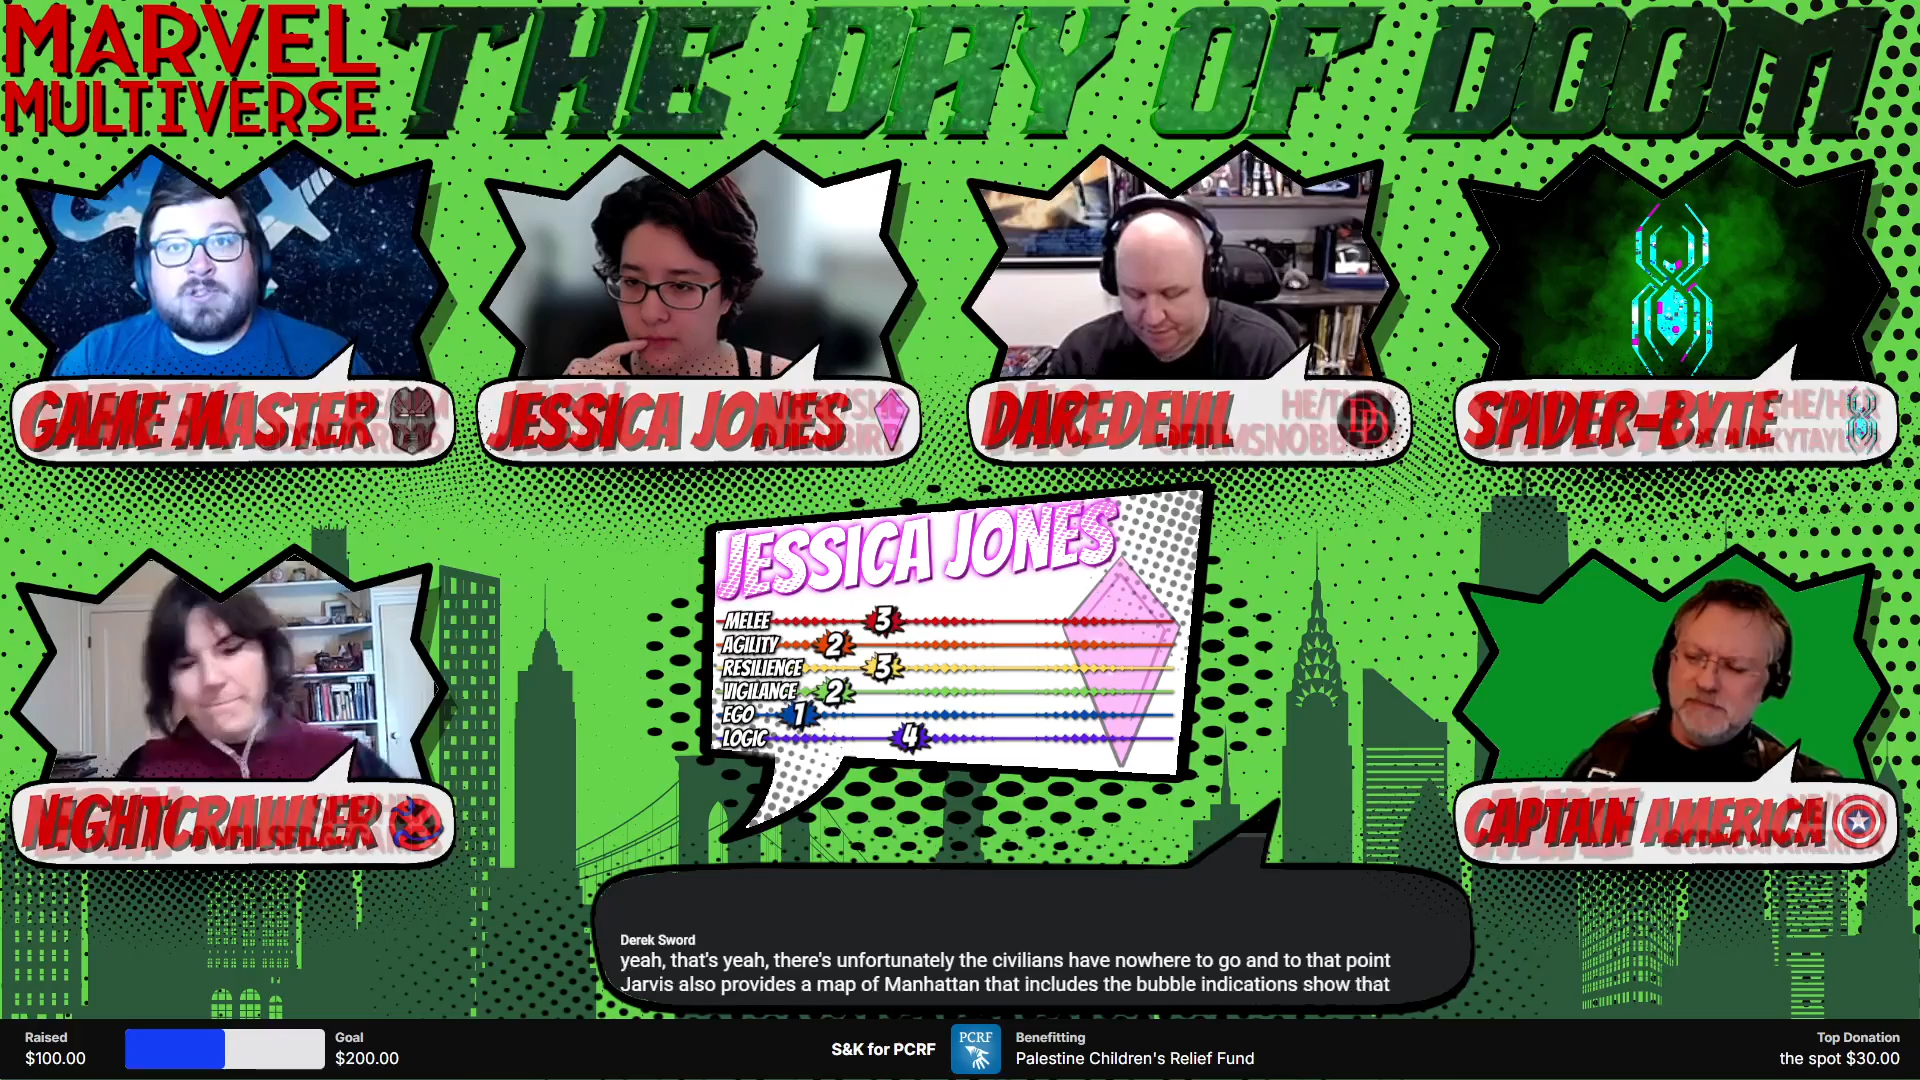 MARVEL
MULTIVERSE
THE DAY OF DOOM
GAME MASTER
JESSICA JONES
DAREDEVIL
HE/THEY
SPIDER-BYTE
SHE/HER
JESSICA JONES
MELEE 3
AGILITY 2
RESILIENCE 3
VIGILANCE 2
EGO 1
LOGIC 4
NIGHTCRAWLER
CAPTAIN AMERICA
Derek Sword
yeah, that's yeah, there's unfortunately the civilians have nowhere to go and to that point
Jarvis also provides a map of Manhattan that includes the bubble indications show that
Raised
$100.00
Goal
$200.00
S&K for PCRF
PCRF
Benefitting
Palestine Children's Relief Fund
Top Donation
the spot $30.00